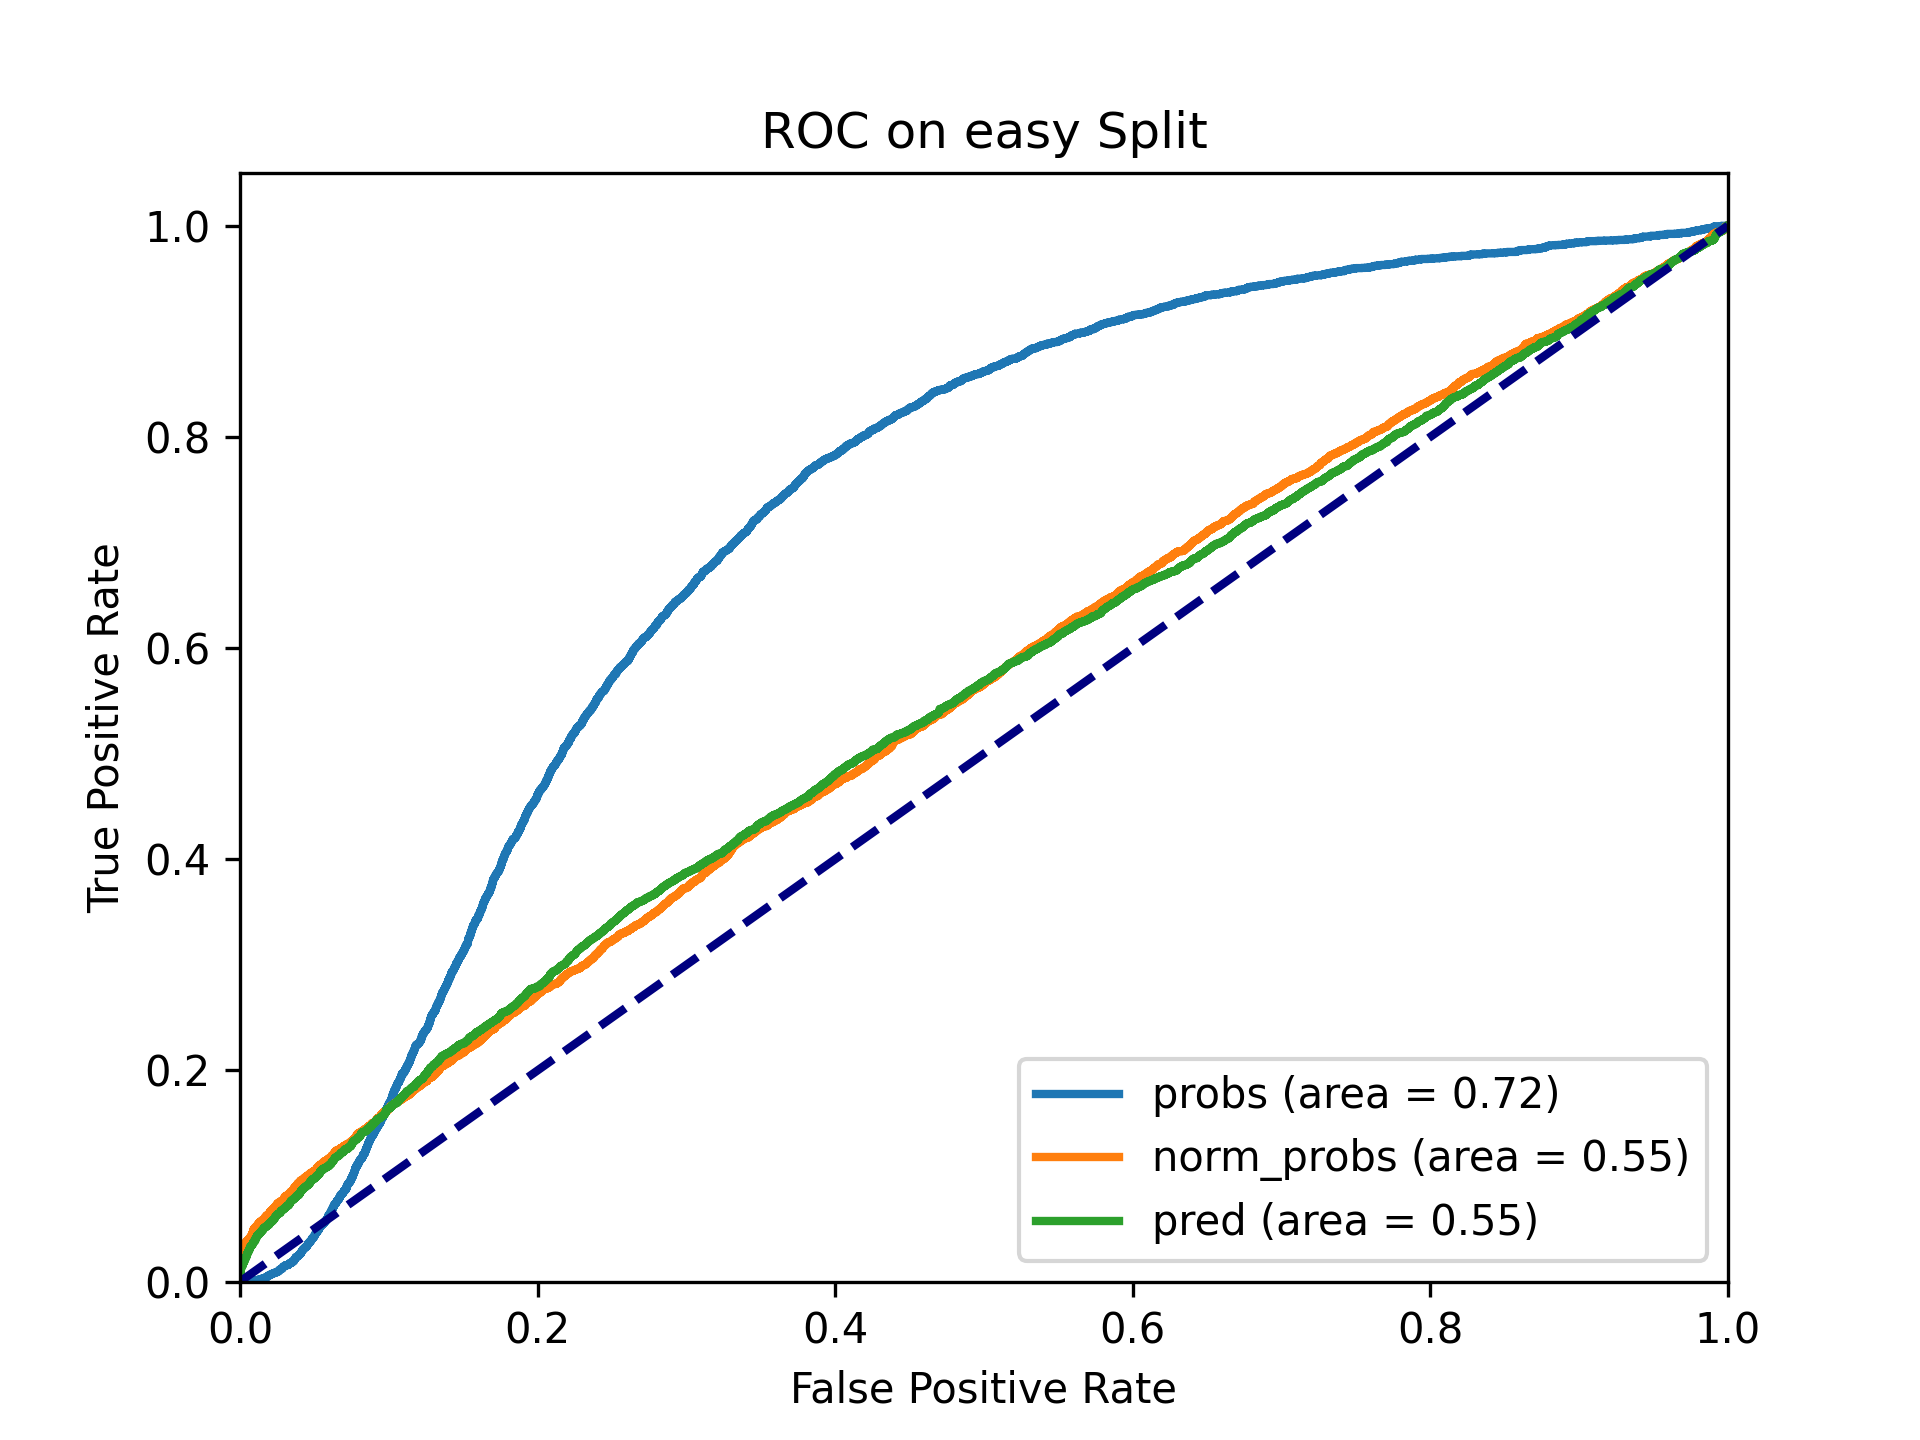 ROC on easy Split
1.0
0.8
0.6
0.4
0.2
0.0
True Positive Rate
probs (area = 0.72)
norm_probs (area = 0.55)
pred (area = 0.55)
0.0 0.2 0.4 0.6 0.8 1.0
False Positive Rate